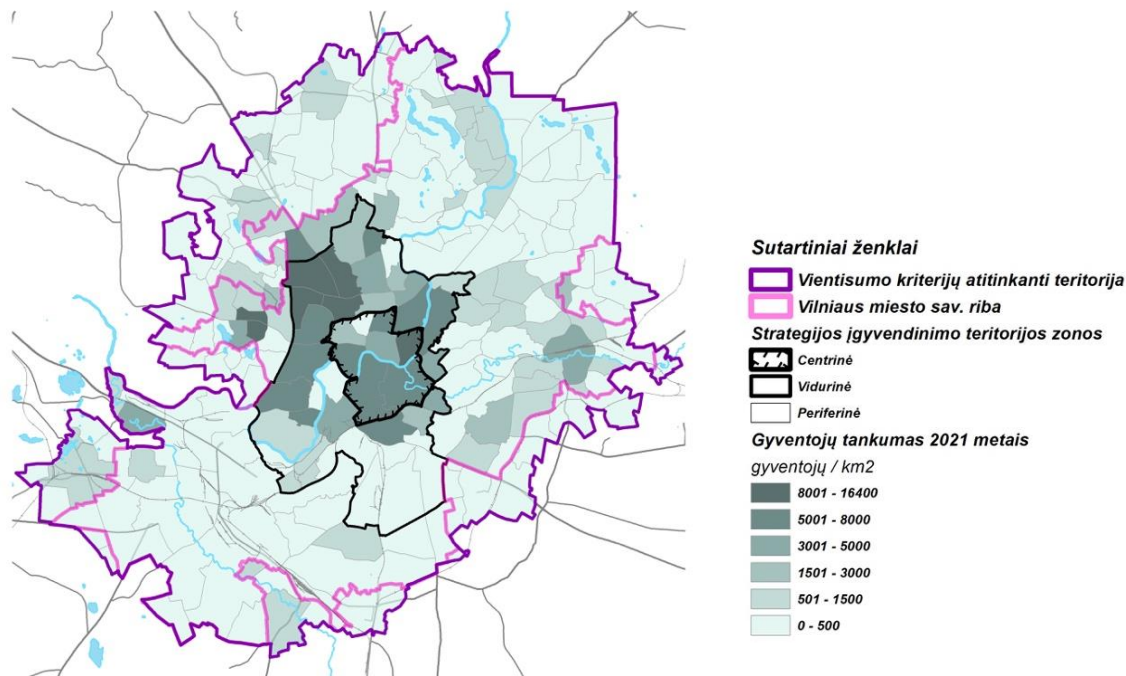 Sutartiniai ženklai
Vientisumo kriterijų atitinkanti teritorija
Vilniaus miesto sav. riba
Strategijos įgyvendinimo teritorijos zonos
Centrinė
Vidurinė
Periferinė
Gyventojų tankumas 2021 metais
gyventojų / km2
8001 - 16400
5001 - 8000
3001 - 5000
1501 - 3000
501 - 1500
0 - 500